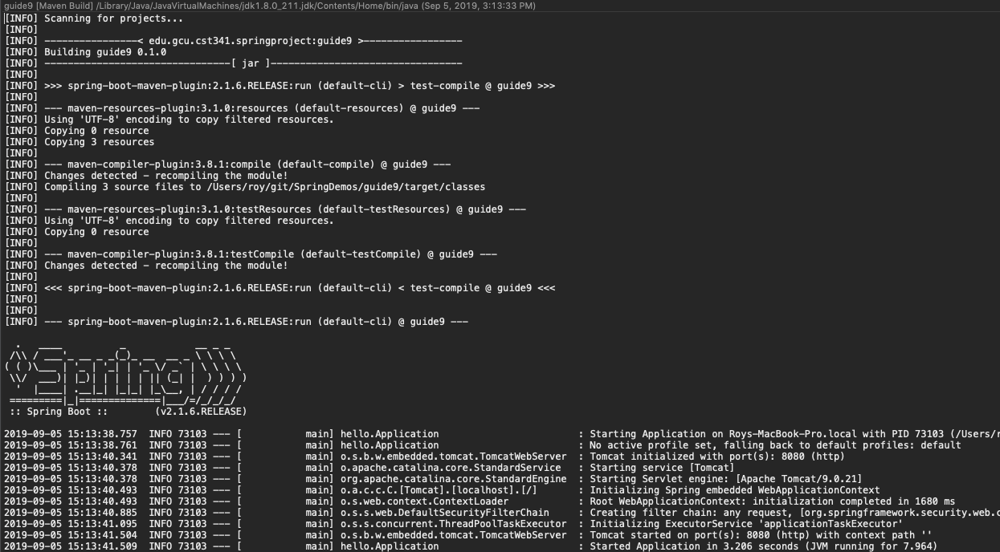 guide9 [Maven Build] /Library/Java/JavaVirtualMachines/jdk1.8.0_211.jdk/Contents/Home/bin/java (Sep 5, 2019, 3:13:33 PM)
[INFO] Scanning for projects...
[INFO]
[INFO] ----------------< edu.gcu.cst341.springproject:guide9 >-----------------
[INFO] Building guide9 0.1.0
[INFO] --------------------------------[ jar ]---------------------------------
[INFO]
[INFO] >>> spring-boot-maven-plugin:2.1.6.RELEASE:run (default-cli) > test-compile @ guide9 >>>
[INFO]
[INFO] --- maven-resources-plugin:3.1.0:resources (default-resources) @ guide9 ---
[INFO] Using 'UTF-8' encoding to copy filtered resources.
[INFO] Copying 0 resource
[INFO] Copying 3 resources
[INFO]
[INFO] --- maven-compiler-plugin:3.8.1:compile (default-compile) @ guide9 ---
[INFO] Changes detected - recompiling the module!
[INFO] Compiling 3 source files to /Users/roy/git/SpringDemos/guide9/target/classes
[INFO]
[INFO] --- maven-resources-plugin:3.1.0:testResources (default-testResources) @ guide9 ---
[INFO] Using 'UTF-8' encoding to copy filtered resources.
[INFO] Copying 0 resource
[INFO]
[INFO] --- maven-compiler-plugin:3.8.1:testCompile (default-testCompile) @ guide9 ---
[INFO] Changes detected - recompiling the module!
[INFO]
[INFO] <<< spring-boot-maven-plugin:2.1.6.RELEASE:run (default-cli) < test-compile @ guide9 <<<
[INFO]
[INFO]
[INFO] --- spring-boot-maven-plugin:2.1.6.RELEASE:run (default-cli) @ guide9 ---

  .   ____          _            __ _ _
 /\\ / ___'_ __ _ _(_)_ __  __ _ \ \ \ \
( ( )\___ | '_ | '_| | '_ \/ _` | \ \ \ \
 \\/  ___)| |_)| | | | | || (_| |  ) ) ) )
  '  |____| .__|_| |_|_| |_\__, | / / / /
 =========|_|==============|___/=/_/_/_/
 :: Spring Boot ::        (v2.1.6.RELEASE)

2019-09-05 15:13:38.757  INFO 73103 --- [           main] hello.Application                        : Starting Application on Roys-MacBook-Pro.local with PID 73103 (/Users/r
2019-09-05 15:13:38.761  INFO 73103 --- [           main] hello.Application                        : No active profile set, falling back to default profiles: default
2019-09-05 15:13:40.341  INFO 73103 --- [           main] o.s.b.w.embedded.tomcat.TomcatWebServer  : Tomcat initialized with port(s): 8080 (http)
2019-09-05 15:13:40.378  INFO 73103 --- [           main] o.apache.catalina.core.StandardService   : Starting service [Tomcat]
2019-09-05 15:13:40.378  INFO 73103 --- [           main] org.apache.catalina.core.StandardEngine  : Starting Servlet engine: [Apache Tomcat/9.0.21]
2019-09-05 15:13:40.493  INFO 73103 --- [           main] o.a.c.c.C.[Tomcat].[localhost].[/]       : Initializing Spring embedded WebApplicationContext
2019-09-05 15:13:40.493  INFO 73103 --- [           main] o.s.web.context.ContextLoader            : Root WebApplicationContext: initialization completed in 1680 ms
2019-09-05 15:13:40.885  INFO 73103 --- [           main] o.s.s.web.DefaultSecurityFilterChain     : Creating filter chain: any request, [org.springframework.security.web.c
2019-09-05 15:13:41.095  INFO 73103 --- [           main] o.s.s.concurrent.ThreadPoolTaskExecutor  : Initializing ExecutorService 'applicationTaskExecutor'
2019-09-05 15:13:41.504  INFO 73103 --- [           main] o.s.b.w.embedded.tomcat.TomcatWebServer  : Tomcat started on port(s): 8080 (http) with context path ''
2019-09-05 15:13:41.509  INFO 73103 --- [           main] hello.Application                        : Started Application in 3.206 seconds (JVM running for 7.964)